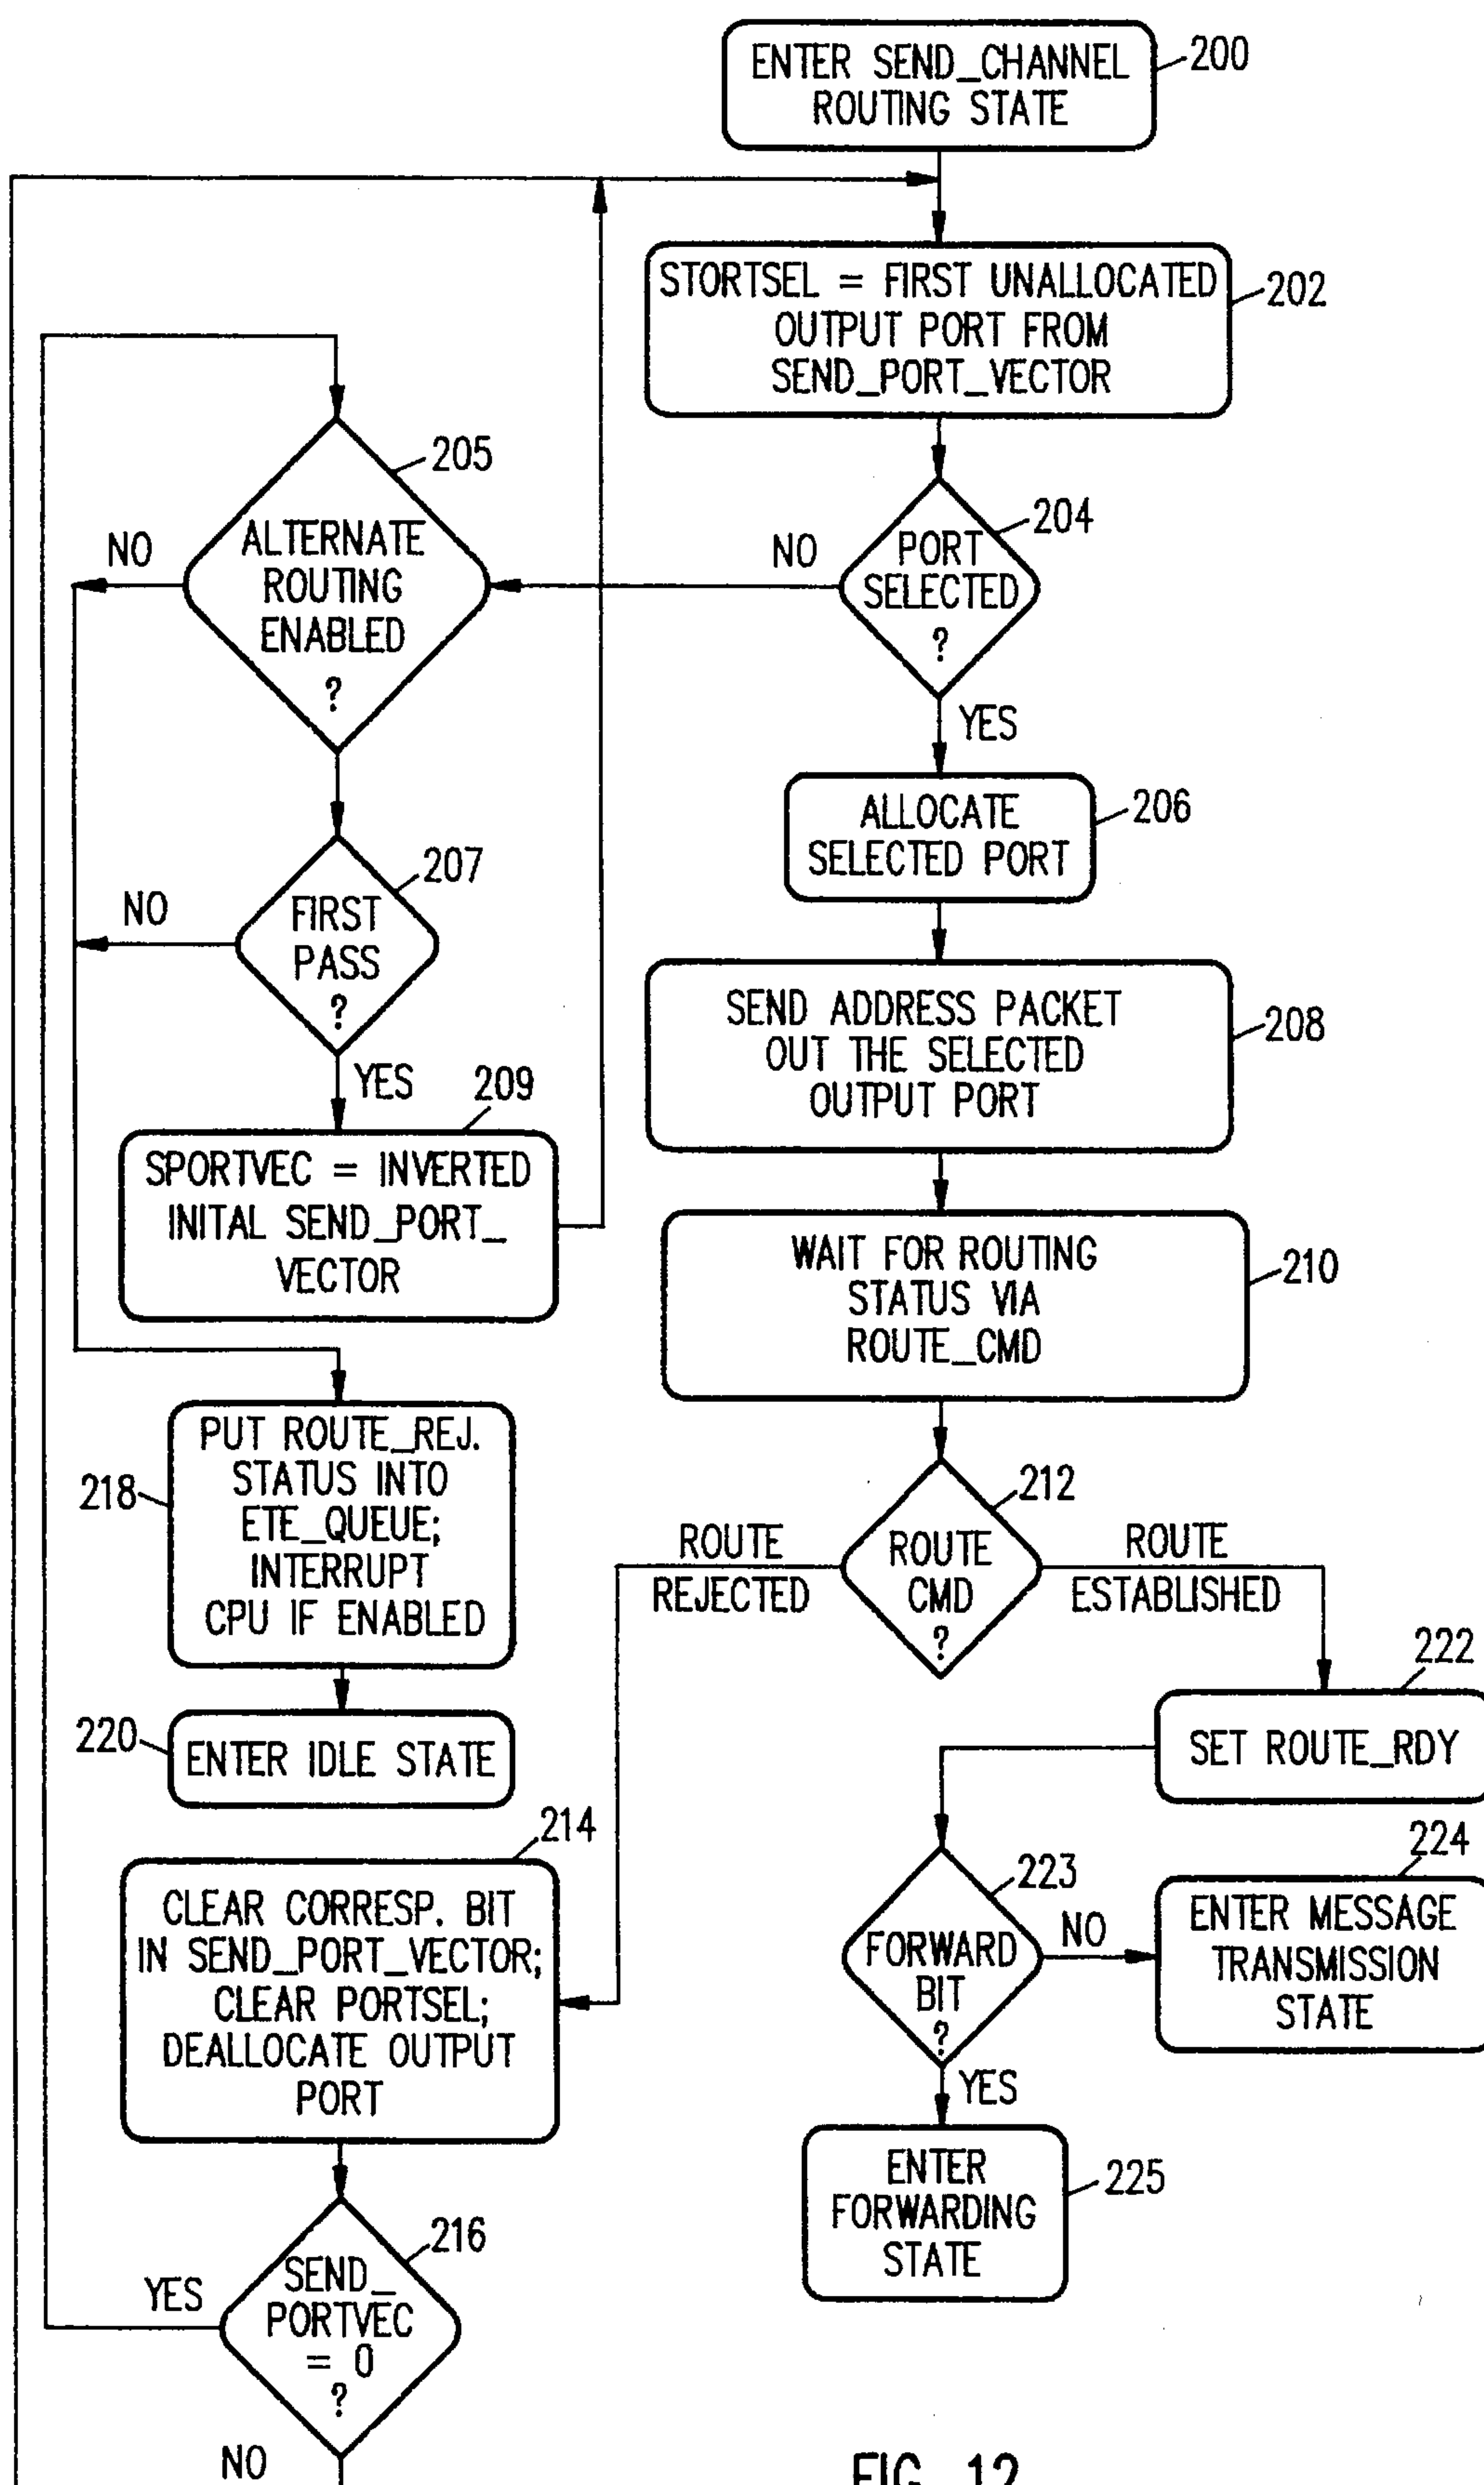 ENTER SEND_CHANNEL
ROUTING STATE
200
STORTSEL = FIRST UNALLOCATED
OUTPUT PORT FROM
SEND_PORT_VECTOR
202
205
ALTERNATE
ROUTING
ENABLED
?
NO
204
PORT
SELECTED
?
NO
YES
ALLOCATE
SELECTED PORT
206
207
FIRST
PASS
?
NO
YES
SEND ADDRESS PACKET
OUT THE SELECTED
OUTPUT PORT
208
209
SPORTVEC = INVERTED
INITAL SEND_PORT_
VECTOR
WAIT FOR ROUTING
STATUS VIA
ROUTE_CMD
210
218
PUT ROUTE_REJ.
STATUS INTO
ETE_QUEUE;
INTERRUPT
CPU IF ENABLED
212
ROUTE
CMD
?
ROUTE
REJECTED
ROUTE
ESTABLISHED
222
SET ROUTE_RDY
220
ENTER IDLE STATE
214
CLEAR CORRESP. BIT
IN SEND_PORT_VECTOR;
CLEAR PORTSEL;
DEALLOCATE OUTPUT
PORT
223
FORWARD
BIT
?
NO
YES
224
ENTER MESSAGE
TRANSMISSION
STATE
ENTER
FORWARDING
STATE
225
216
SEND_
PORTVEC
= 0
?
YES
NO
FIG. 12